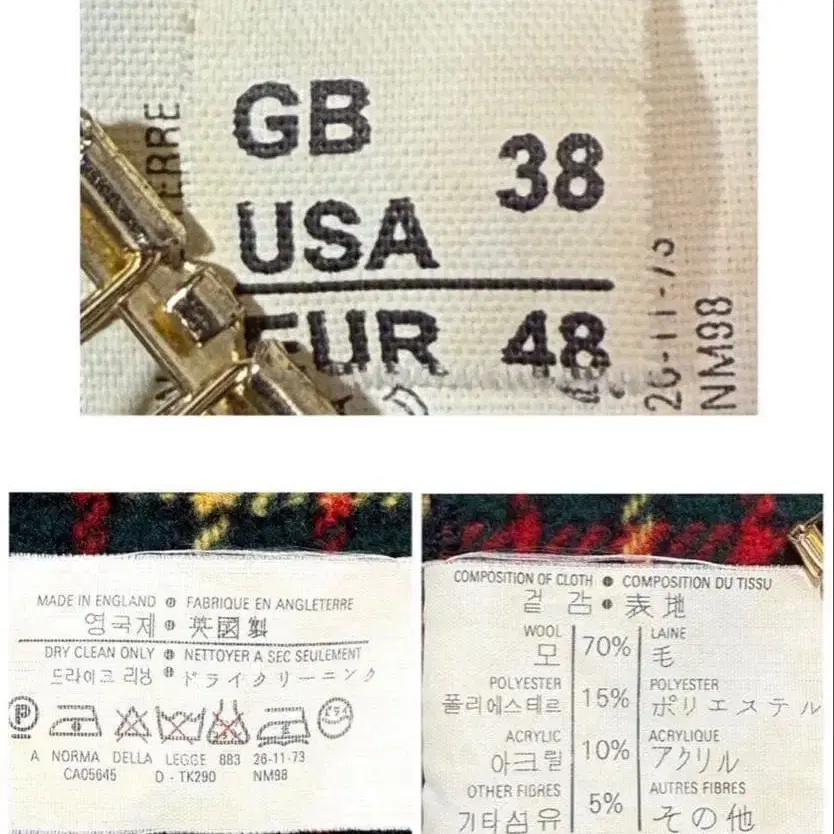 GB
USA 38
EUR 48
ERRE
26-11-73
NM98
MADE IN ENGLAND ● FABRIQUE EN ANGLETERRE
영국제 ● 英國製
DRY CLEAN ONLY ● NETTOYER A SEC SEULEMENT
드라이크 리닝 ● ドライクリーニング
P
A NORMA DELLA LEGGE 883 26-11-73
CA05645 D - TK290 NM98
COMPOSITION OF CLOTH ● COMPOSITION DU TISSU
겉 감 ● 表地
WOOL 70% LAINE
모 毛
POLYESTER 15% POLYESTER
폴리에스테르 ポリエステル
ACRYLIC 10% ACRYLIQUE
아크릴 アクリル
OTHER FIBRES 5% AUTRES FIBRES
기타섬유 その他